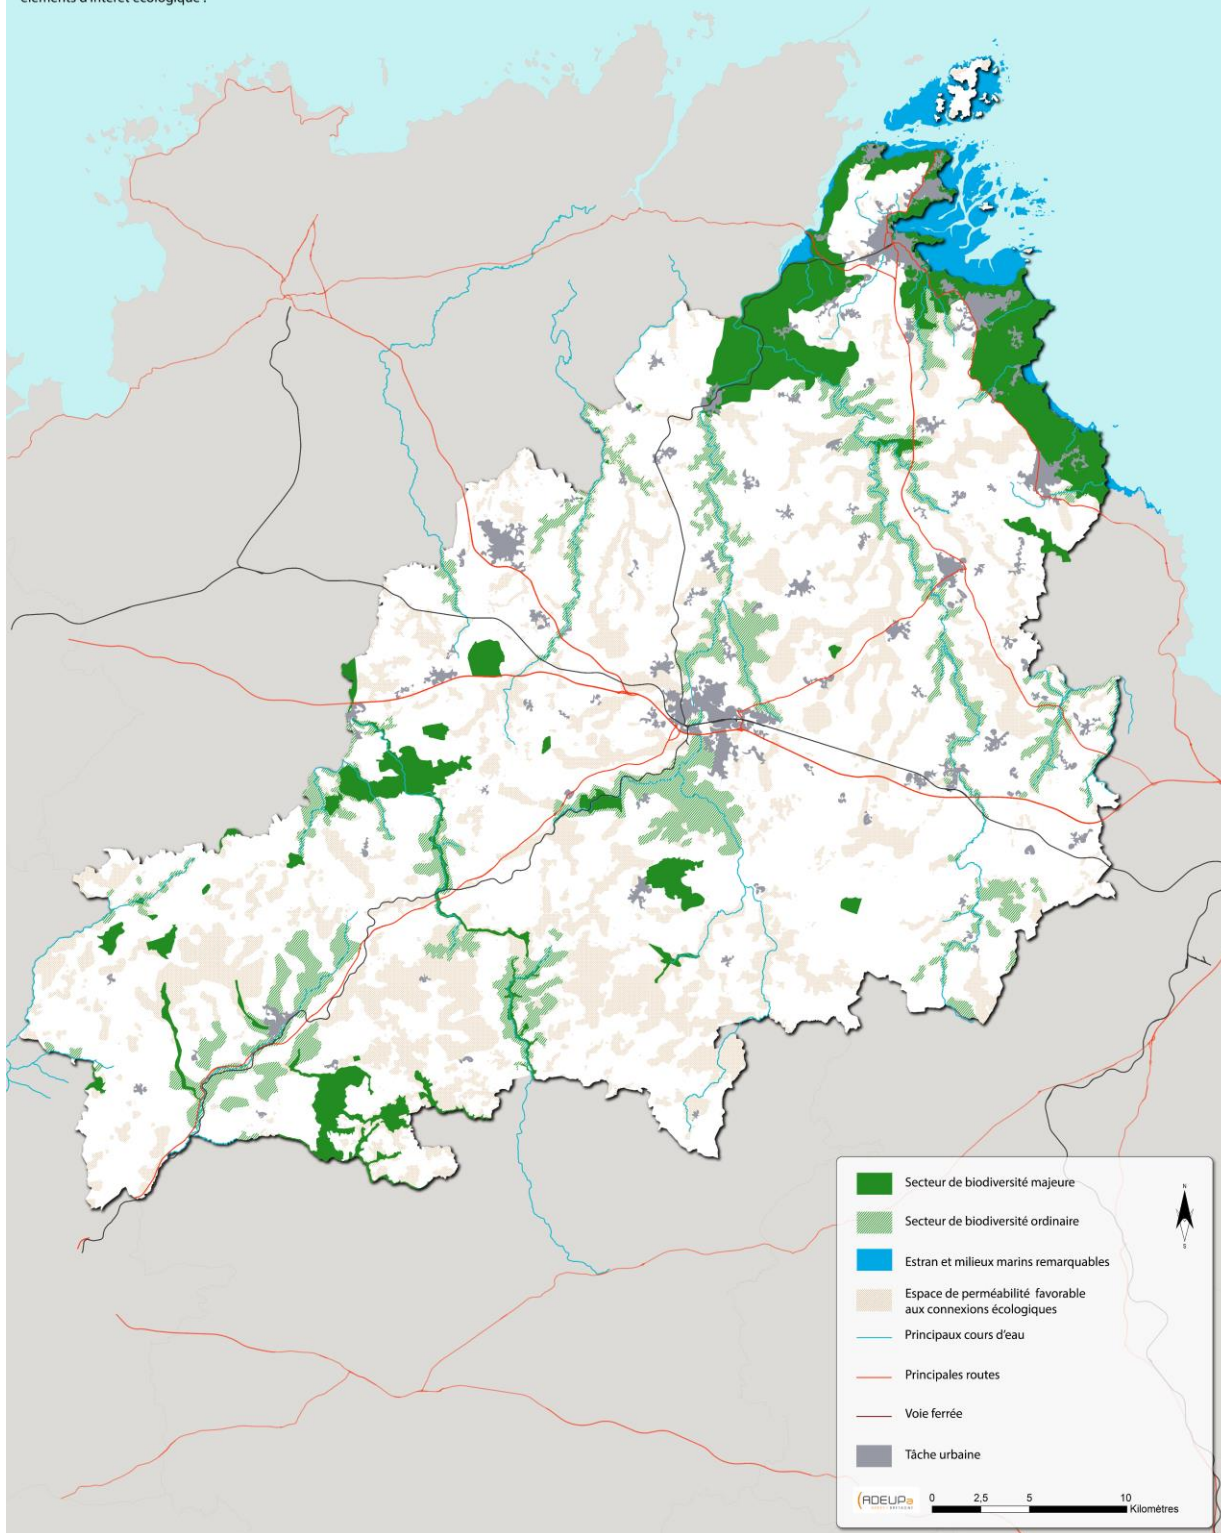 éléments d'intérêt écologique .
Secteur de biodiversité majeure
Secteur de biodiversité ordinaire
Estran et milieux marins remarquables
Espace de perméabilité favorable
aux connexions écologiques
Principaux cours d'eau
Principales routes
Voie ferrée
Tâche urbaine
N
S
ADEUPa
0 2,5 5 10
Kilomètres